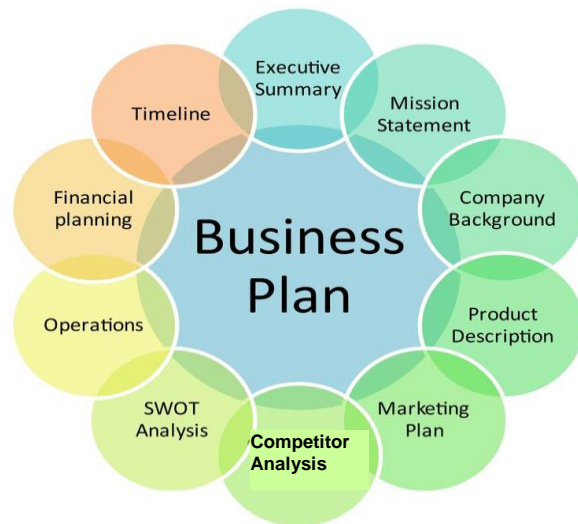 Business
Plan
Executive
Summary
Mission
Statement
Company
Background
Product
Description
Marketing
Plan
Competitor
Analysis
SWOT
Analysis
Operations
Financial
planning
Timeline